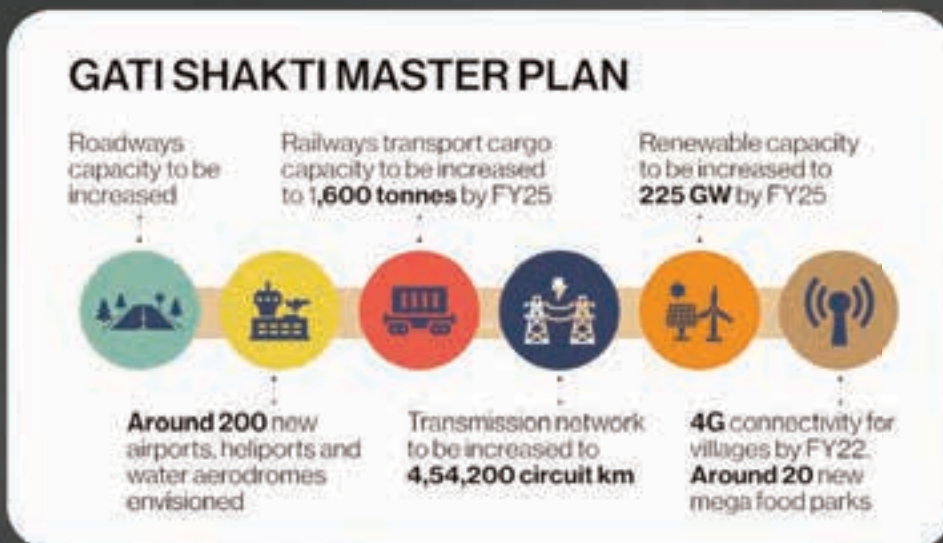 GATI SHAKTI MASTER PLAN
Roadways
capacity to be
increased
Railways transport cargo
capacity to be increased
to 1,600 tonnes by FY25
Renewable capacity
to be increased to
225 GW by FY25
Around 200 new
airports, heliports and
water aerodromes
envisioned
Transmission network
to be increased to
4,54,200 circuit km
4G connectivity for
villages by FY22.
Around 20 new
mega food parks